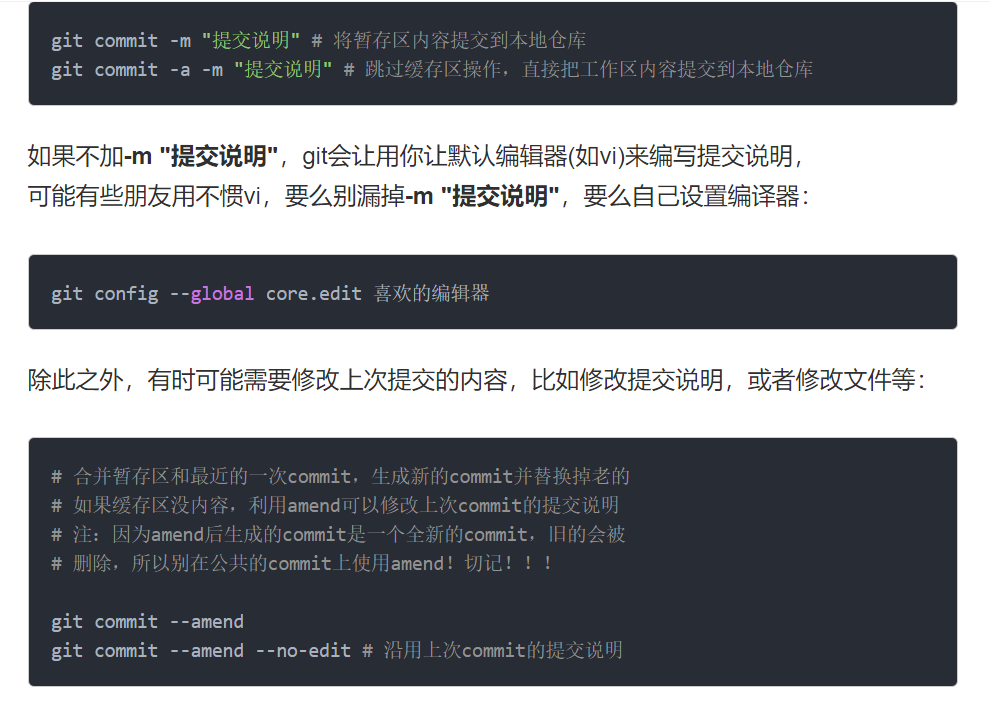 git commit -m "提交说明" # 将暂存区内容提交到本地仓库
git commit -a -m "提交说明" # 跳过缓存区操作，直接把工作区内容提交到本地仓库
如果不加-m "提交说明"，git会让用你让默认编辑器(如vi)来编写提交说明，
可能有些朋友用不惯vi，要么别漏掉-m "提交说明"，要么自己设置编译器：
git config --global core.edit 喜欢的编辑器
除此之外，有时可能需要修改上次提交的内容，比如修改提交说明，或者修改文件等：
# 合并暂存区和最近的一次commit，生成新的commit并替换掉老的
# 如果缓存区没内容，利用amend可以修改上次commit的提交说明
# 注：因为amend后生成的commit是一个全新的commit，旧的会被
# 删除，所以别在公共的commit上使用amend！切记！！！
git commit --amend
git commit --amend --no-edit # 沿用上次commit的提交说明